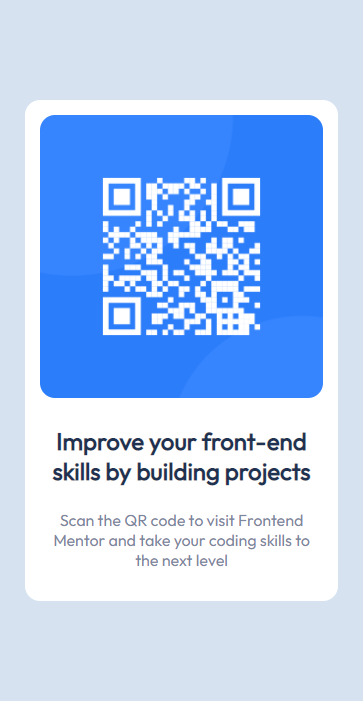 Improve your front-end
skills by building projects
Scan the QR code to visit Frontend
Mentor and take your coding skills to
the next level